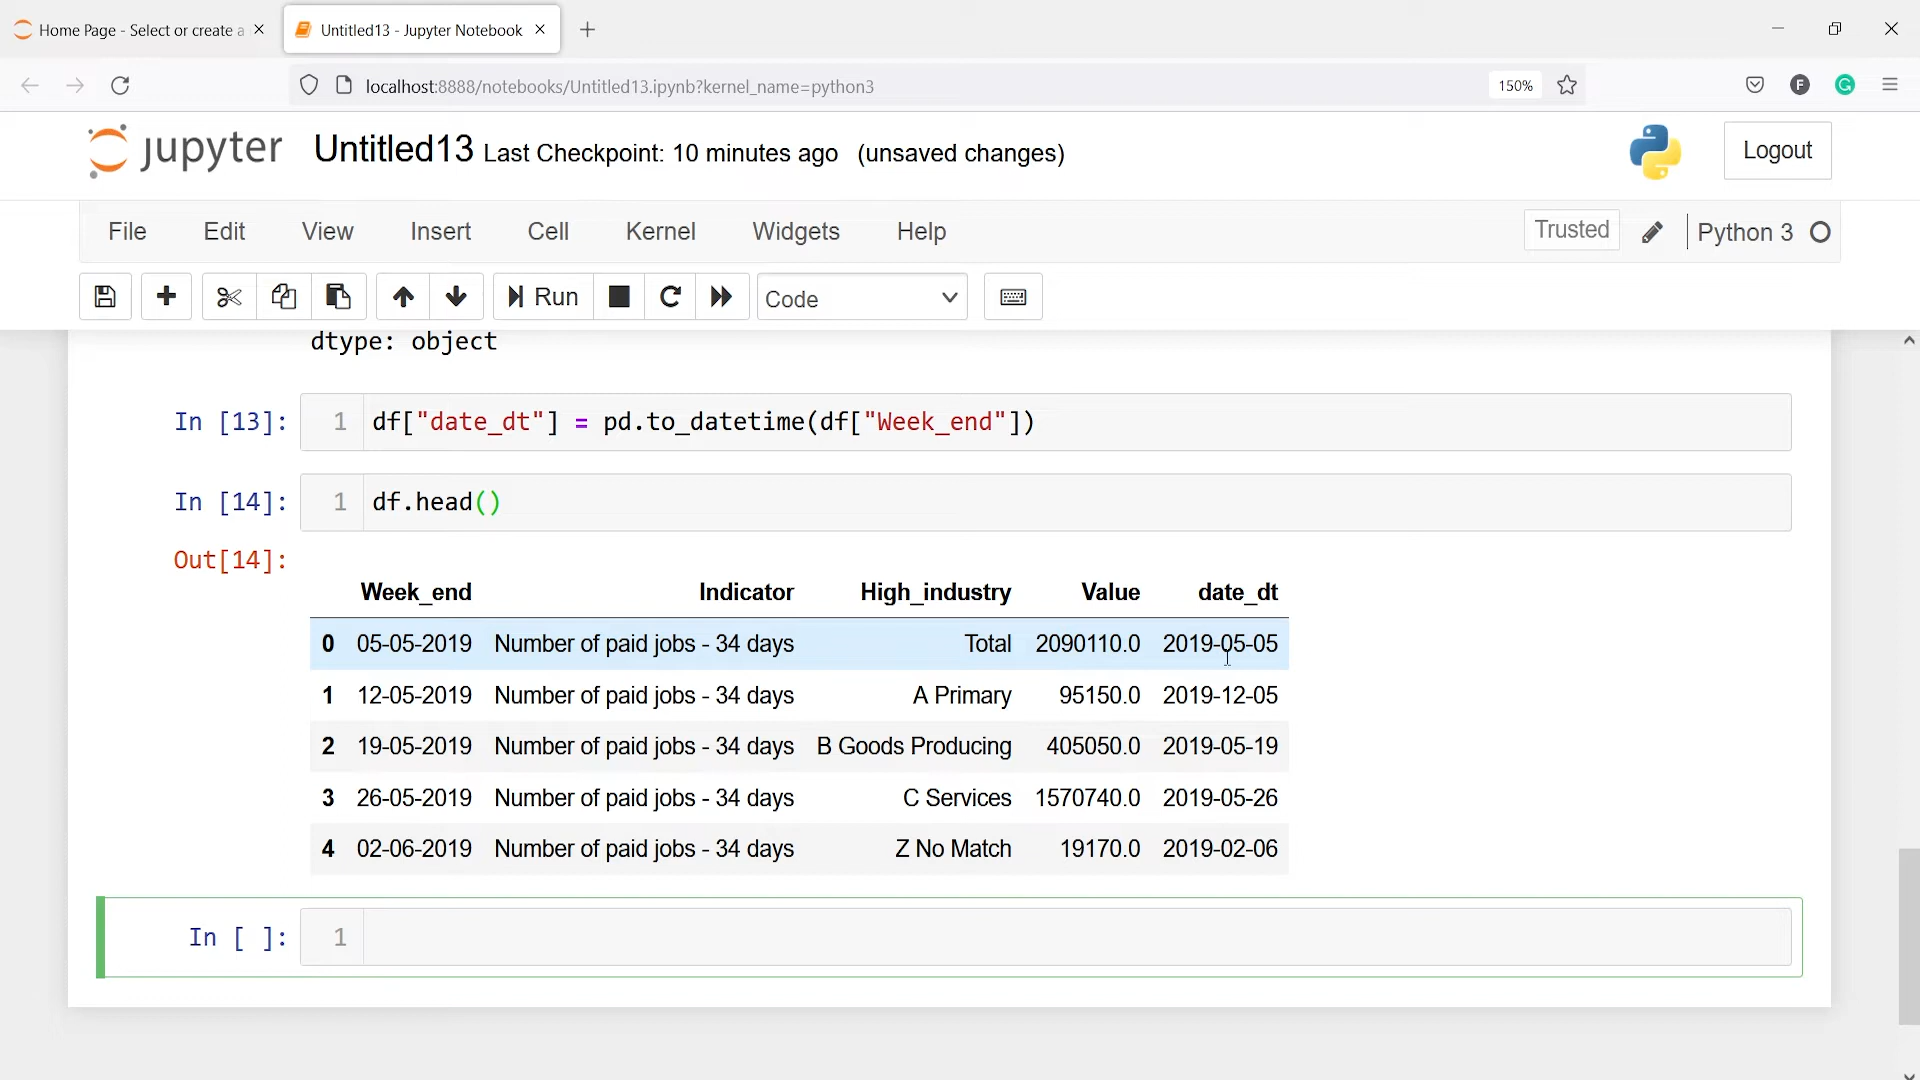 Home Page - Select or create a
Untitled13 - Jupyter Notebook
localhost:8888/notebooks/Untitled13.ipynb?kernel_name=python3
150%
F
G
jupyter Untitled13 Last Checkpoint: 10 minutes ago (unsaved changes)
Logout
File Edit View Insert Cell Kernel Widgets Help
Trusted
Python 3
Run
Code
dtype: object
In [13]: 1 df["date_dt"] = pd.to_datetime(df["Week_end"])
In [14]: 1 df.head()
Out[14]:
Week_end Indicator High_industry Value date_dt
0 05-05-2019 Number of paid jobs - 34 days Total 2090110.0 2019-05-05
1 12-05-2019 Number of paid jobs - 34 days A Primary 95150.0 2019-12-05
2 19-05-2019 Number of paid jobs - 34 days B Goods Producing 405050.0 2019-05-19
3 26-05-2019 Number of paid jobs - 34 days C Services 1570740.0 2019-05-26
4 02-06-2019 Number of paid jobs - 34 days Z No Match 19170.0 2019-02-06
In [ ]: 1